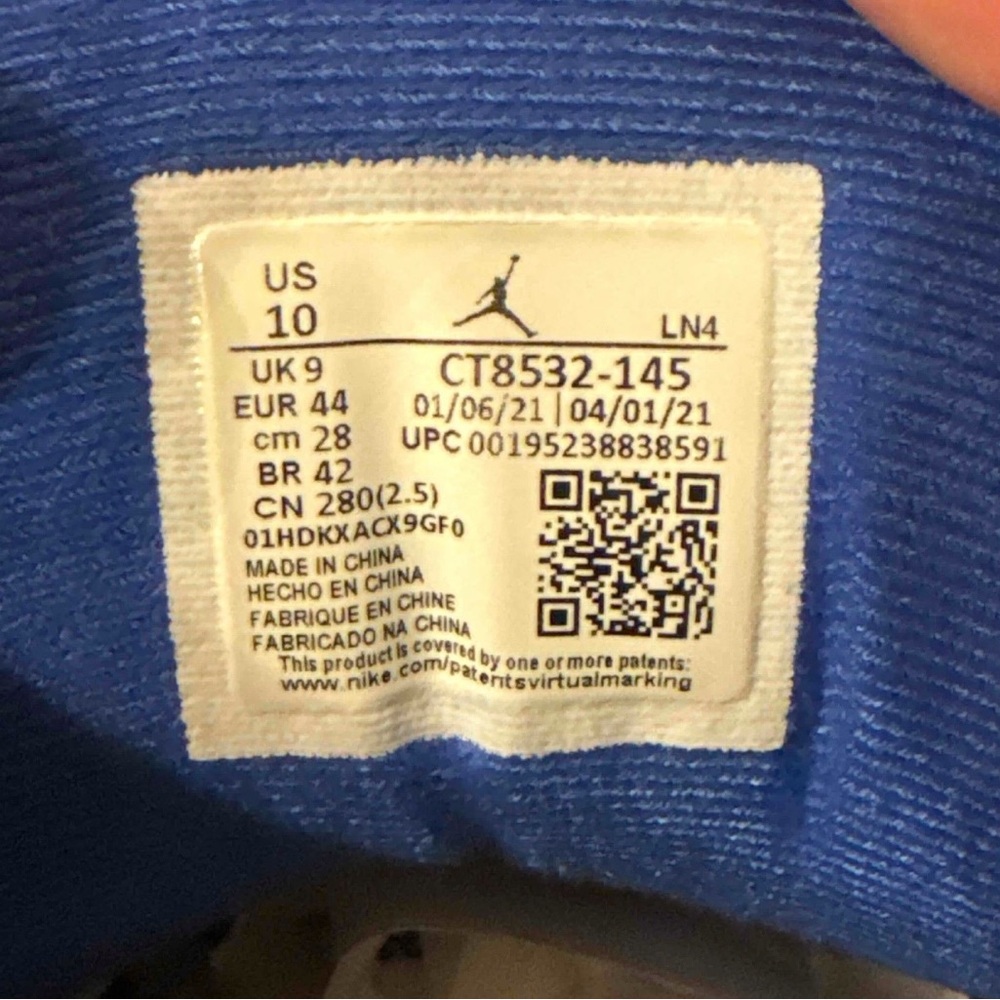 US
10
LN4
UK 9
CT8532-145
EUR 44
01/06/21 | 04/01/21
cm 28
UPC 00195238838591
BR 42
CN 280(2.5)
01HDKXACX9GF0
MADE IN CHINA
HECHO EN CHINA
FABRIQUE EN CHINE
FABRICADO NA CHINA
This product is covered by one or more patents:
www.nike.com/patentsvirtualmarking